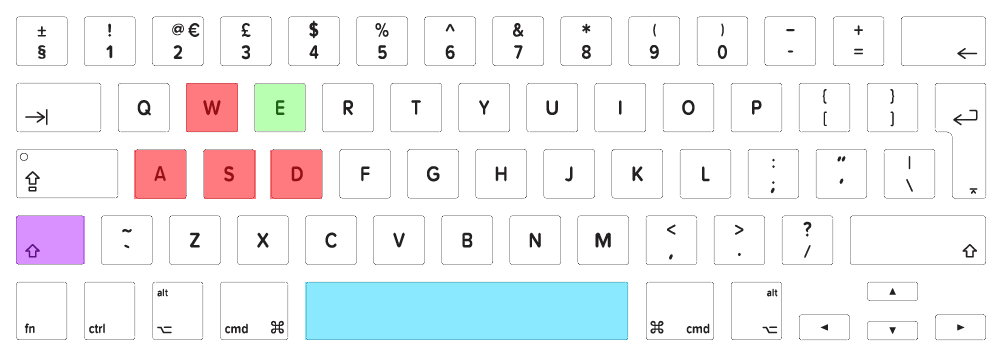 ± ! @ € £ $ % ^ & * ( ) – +
§ 1 2 3 4 5 6 7 8 9 0 - = ←
Q W E R T Y U I O P { [ } ]
A S D F G H J K L : ; " ' | \
~ ` Z X C V B N M < , > . ? /
alt alt
fn ctrl ⌥ cmd ⌘ ⌘ cmd ⌥